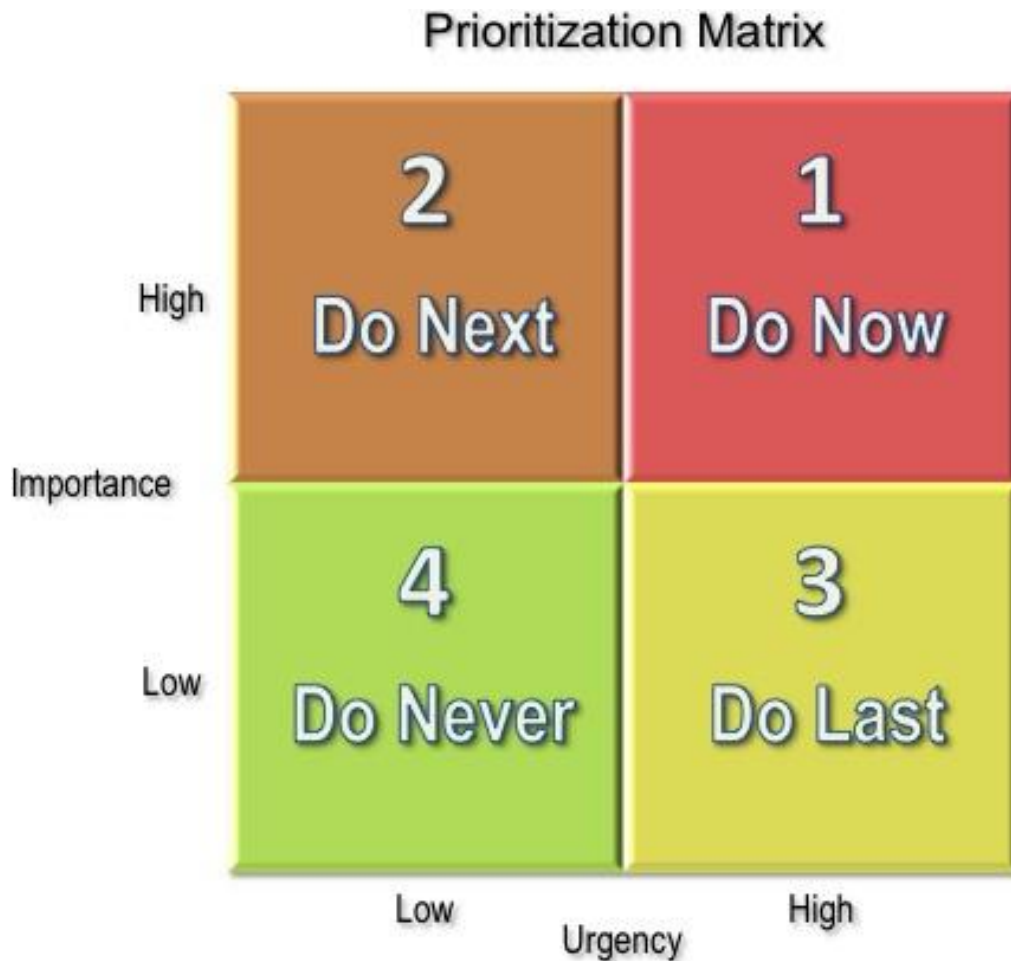 Prioritization Matrix
2
Do Next
1
Do Now
High
Importance
4
Do Never
3
Do Last
Low
Low
High
Urgency